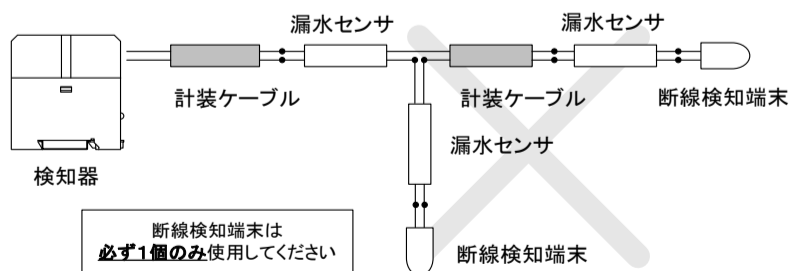 漏水センサ
漏水センサ
計装ケーブル
計装ケーブル
断線検知端末
漏水センサ
検知器
断線検知端末は
必ず1個のみ使用してください
断線検知端末